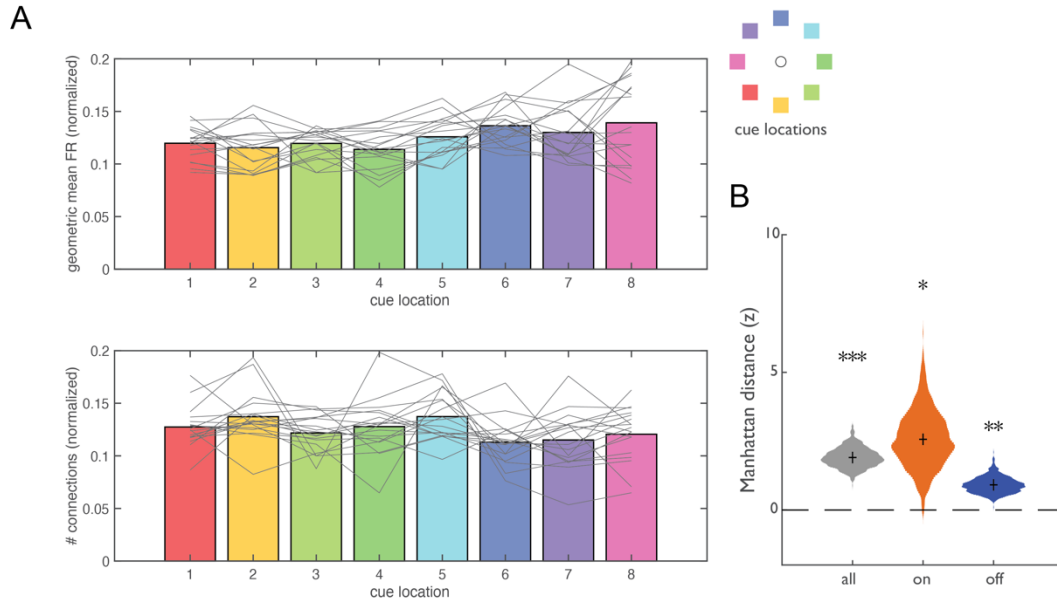 A
geometric mean FR (normalized)
0.2
0.15
0.1
0.05
0
1 2 3 4 5 6 7 8
cue location
# connections (normalized)
0.2
0.15
0.1
0.05
0
1 2 3 4 5 6 7 8
cue location
cue locations
B
Manhattan distance (z)
10
5
0
***
*
**
all on off